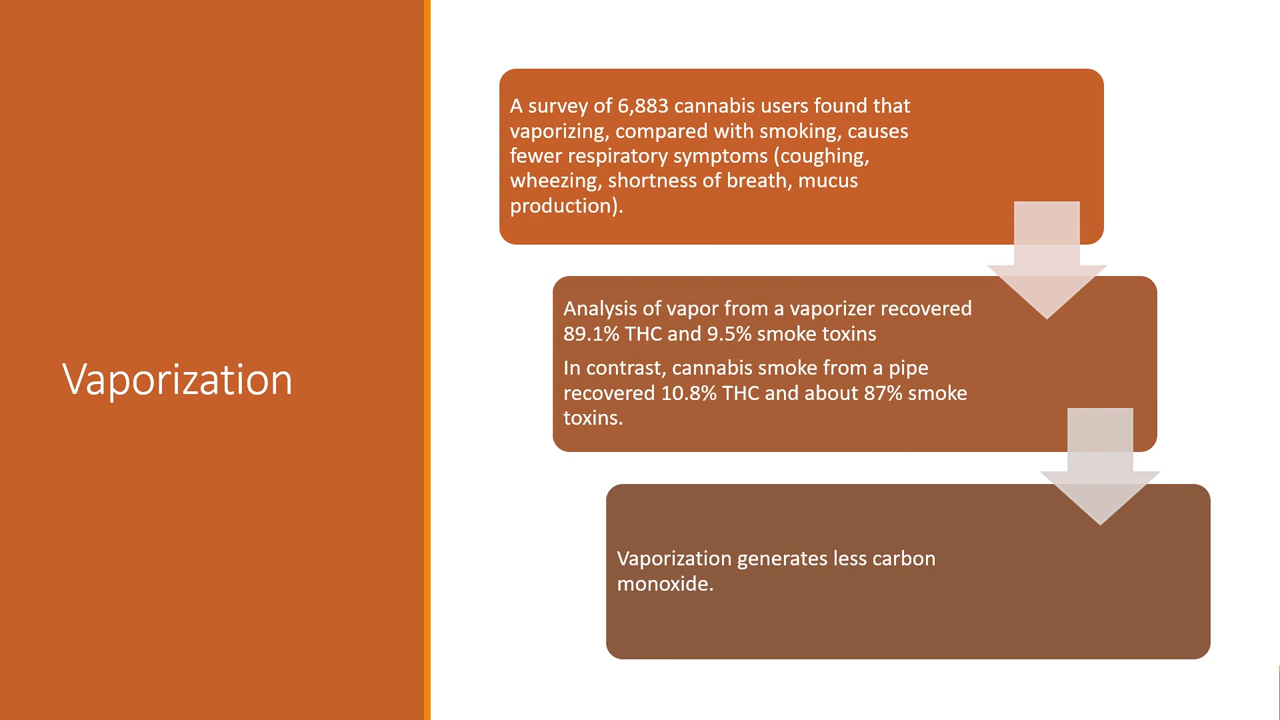 Vaporization
A survey of 6,883 cannabis users found that
vaporizing, compared with smoking, causes
fewer respiratory symptoms (coughing,
wheezing, shortness of breath, mucus
production).
Analysis of vapor from a vaporizer recovered
89.1% THC and 9.5% smoke toxins
In contrast, cannabis smoke from a pipe
recovered 10.8% THC and about 87% smoke
toxins.
Vaporization generates less carbon
monoxide.